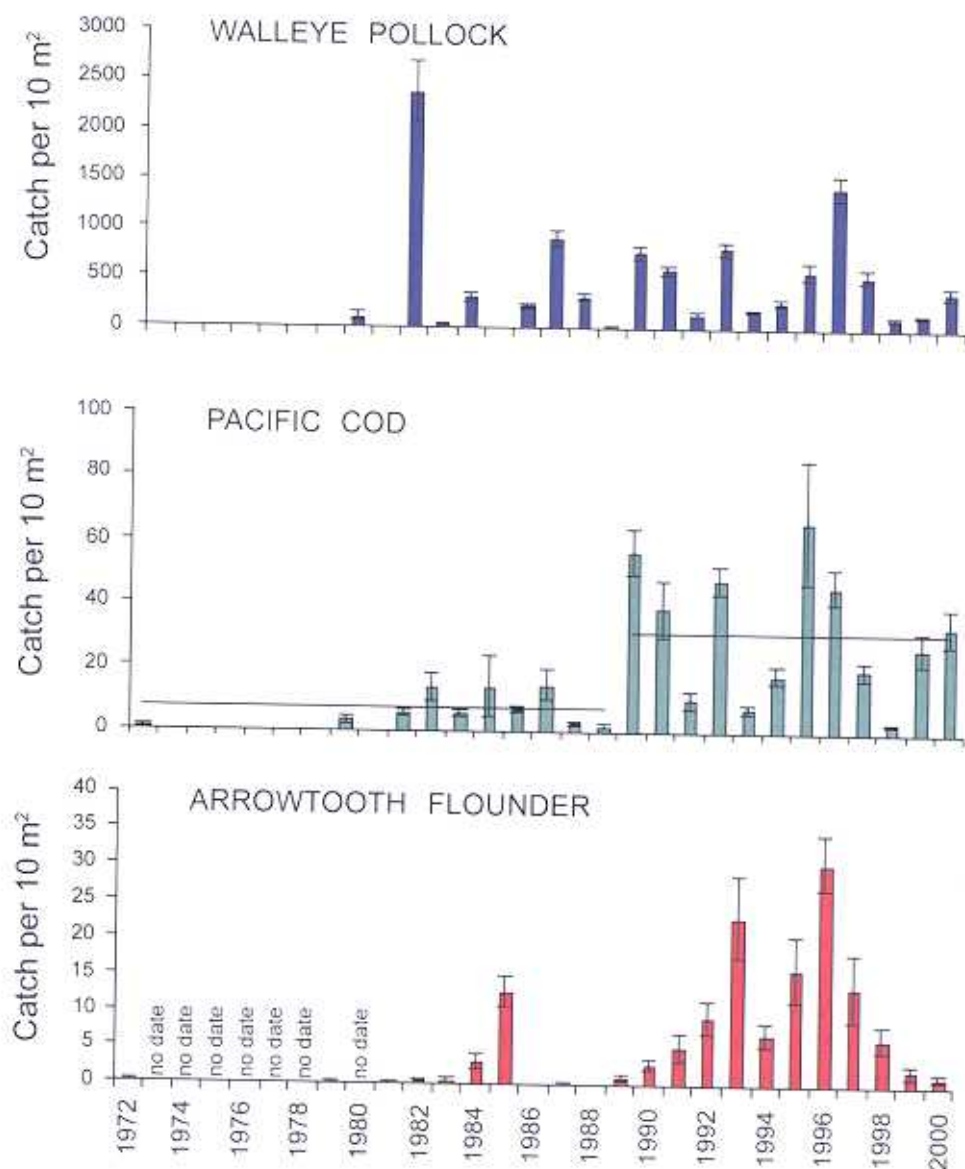 WALLEYE POLLOCK
Catch per 10 m²
3000
2500
2000
1500
1000
500
0
PACIFIC COD
Catch per 10 m²
100
80
60
40
20
0
ARROWTOOTH FLOUNDER
Catch per 10 m²
40
35
30
25
20
15
10
5
0
no date
no date
no date
no date
no date
no date
no date
1972
1974
1976
1978
1980
1982
1984
1986
1988
1990
1992
1994
1996
1998
2000